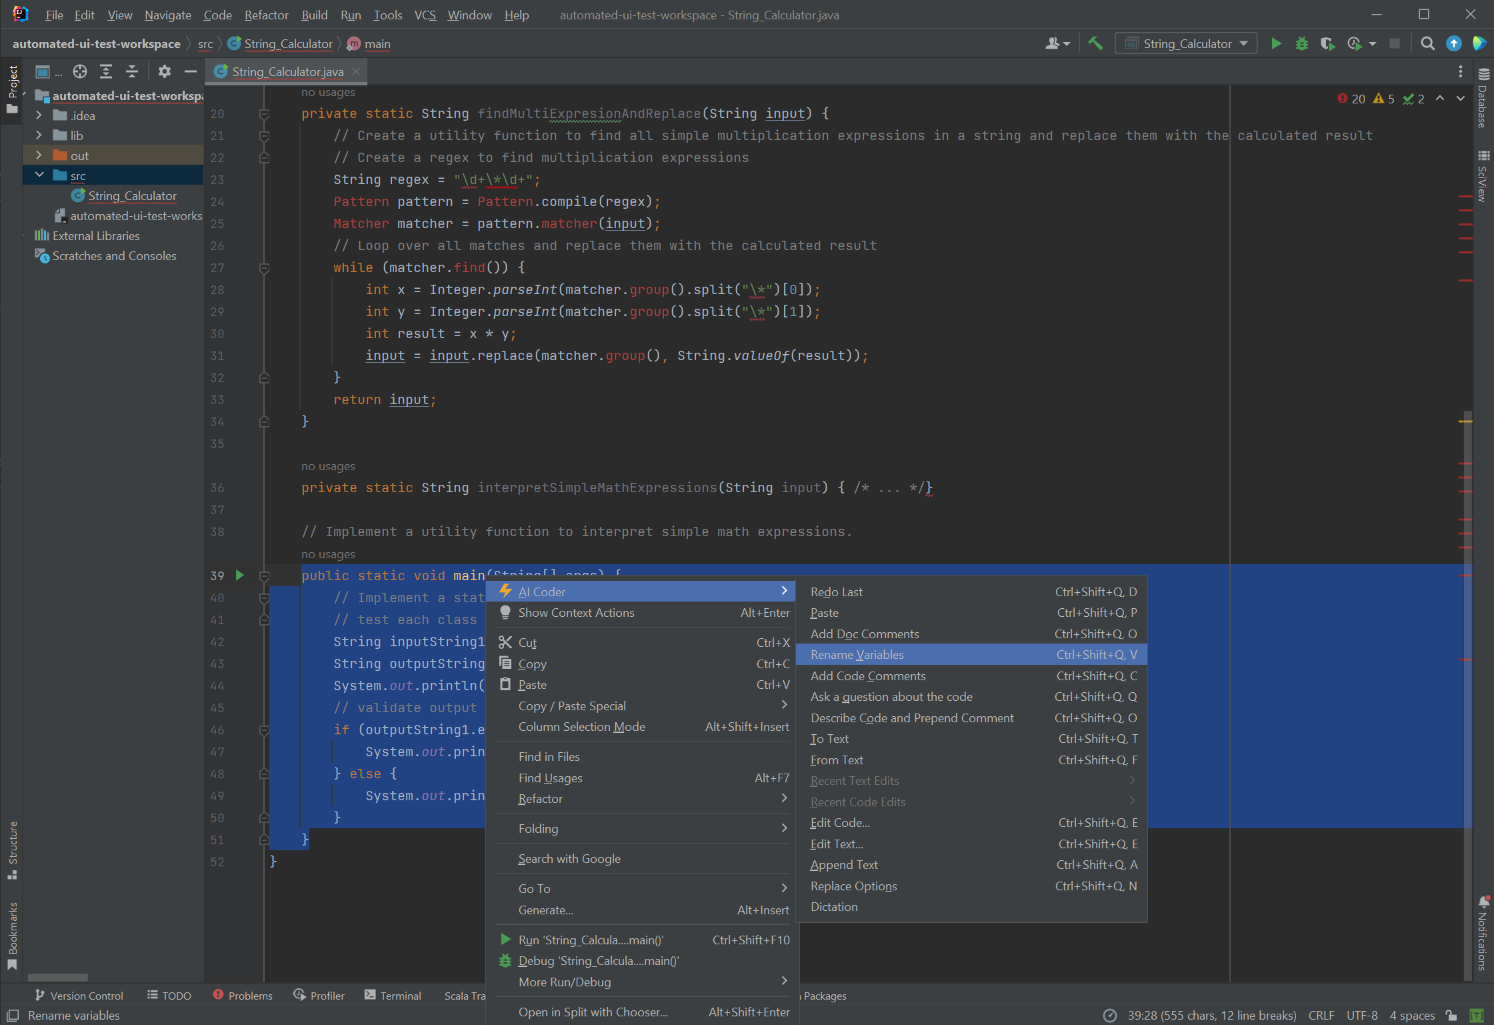 File Edit View Navigate Code Refactor Build Run Tools VCS Window Help automated-ui-test-workspace - String_Calculator.java
automated-ui-test-workspace src String_Calculator main String_Calculator
Project
... String_Calculator.java
automated-ui-test-worksp
.idea
lib
out
src
String_Calculator
automated-ui-test-works
External Libraries
Scratches and Consoles
Structure
Bookmarks
20 5 2
no usages
20 private static String findMultiExpresionAndReplace(String input) {
21 // Create a utility function to find all simple multiplication expressions in a string and replace them with the calculated result
22 // Create a regex to find multiplication expressions
23 String regex = "\d+\*\d+";
24 Pattern pattern = Pattern.compile(regex);
25 Matcher matcher = pattern.matcher(input);
26 // Loop over all matches and replace them with the calculated result
27 while (matcher.find()) {
28 int x = Integer.parseInt(matcher.group().split("\*")[0]);
29 int y = Integer.parseInt(matcher.group().split("\*")[1]);
30 int result = x * y;
31 input = input.replace(matcher.group(), String.valueOf(result));
32 }
33 return input;
34 }
35
no usages
36 private static String interpretSimpleMathExpressions(String input) { /* ... */}
37
38 // Implement a utility function to interpret simple math expressions.
no usages
39 public static void main(String[] args) {
40 // Implement a stat
41 // test each class
42 String inputString1
43 String outputString
44 System.out.println(
45 // validate output
46 if (outputString1.e
47 System.out.prin
48 } else {
49 System.out.prin
50 }
51 }
52 }
AI Coder
Show Context Actions Alt+Enter
Cut Ctrl+X
Copy Ctrl+C
Paste Ctrl+V
Copy / Paste Special
Column Selection Mode Alt+Shift+Insert
Find in Files
Find Usages Alt+F7
Refactor
Folding
Search with Google
Go To
Generate... Alt+Insert
Run 'String_Calcula....main()' Ctrl+Shift+F10
Debug 'String_Calcula....main()'
More Run/Debug
Open in Split with Chooser... Alt+Shift+Enter
Redo Last Ctrl+Shift+Q, D
Paste Ctrl+Shift+Q, P
Add Doc Comments Ctrl+Shift+Q, O
Rename Variables Ctrl+Shift+Q, V
Add Code Comments Ctrl+Shift+Q, C
Ask a question about the code Ctrl+Shift+Q, Q
Describe Code and Prepend Comment Ctrl+Shift+Q, O
To Text Ctrl+Shift+Q, T
From Text Ctrl+Shift+Q, F
Recent Text Edits
Recent Code Edits
Edit Code... Ctrl+Shift+Q, E
Edit Text... Ctrl+Shift+Q, E
Append Text Ctrl+Shift+Q, A
Replace Options Ctrl+Shift+Q, N
Dictation
Database
SciView
Notifications
Version Control TODO Problems Profiler Terminal Scala Tra Packages
Rename variables 39:28 (555 chars, 12 line breaks) CRLF UTF-8 4 spaces